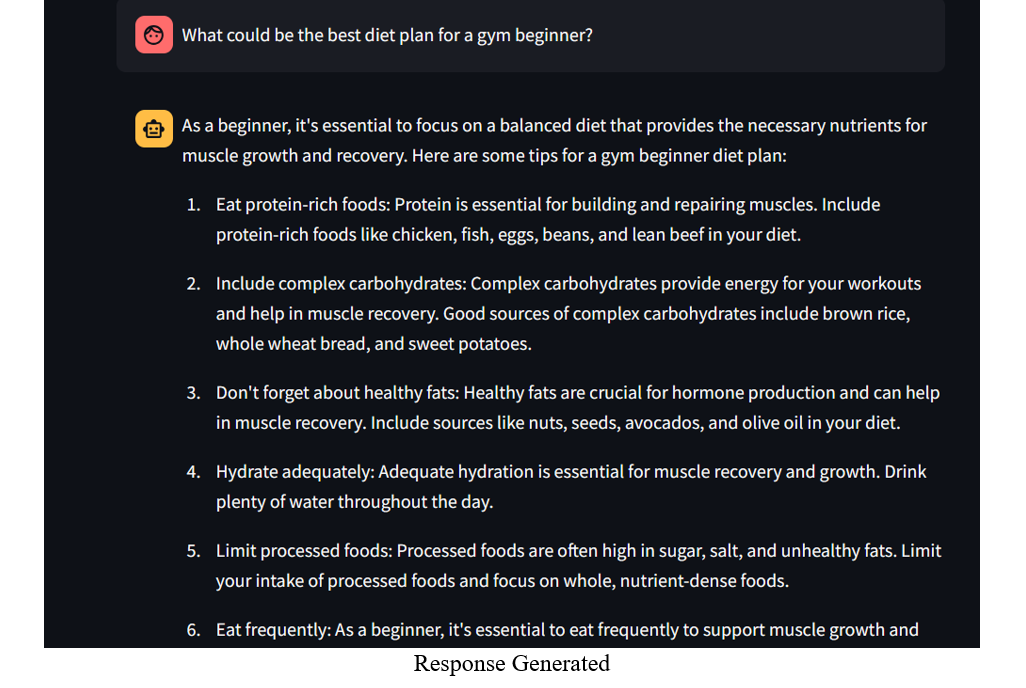 What could be the best diet plan for a gym beginner?
As a beginner, it's essential to focus on a balanced diet that provides the necessary nutrients for
muscle growth and recovery. Here are some tips for a gym beginner diet plan:
1. Eat protein-rich foods: Protein is essential for building and repairing muscles. Include
protein-rich foods like chicken, fish, eggs, beans, and lean beef in your diet.
2. Include complex carbohydrates: Complex carbohydrates provide energy for your workouts
and help in muscle recovery. Good sources of complex carbohydrates include brown rice,
whole wheat bread, and sweet potatoes.
3. Don't forget about healthy fats: Healthy fats are crucial for hormone production and can help
in muscle recovery. Include sources like nuts, seeds, avocados, and olive oil in your diet.
4. Hydrate adequately: Adequate hydration is essential for muscle recovery and growth. Drink
plenty of water throughout the day.
5. Limit processed foods: Processed foods are often high in sugar, salt, and unhealthy fats. Limit
your intake of processed foods and focus on whole, nutrient-dense foods.
6. Eat frequently: As a beginner, it's essential to eat frequently to support muscle growth and
Response Generated